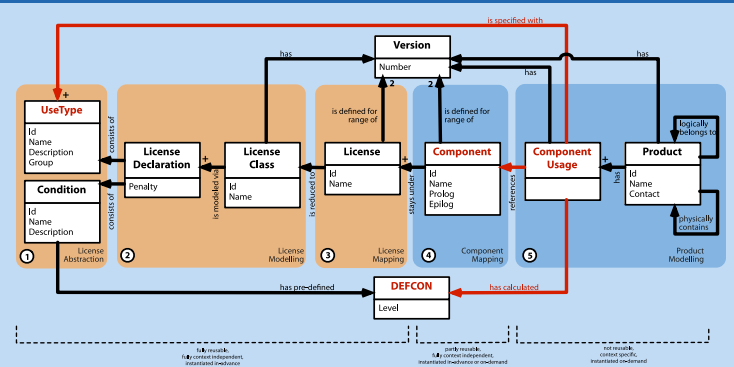 is specified with
Version
Number
has
has
has
2
2
+
UseType
Id
Name
Description
Group
consists of
is defined for
range of
is defined for
range of
logically
belongs to
License
Declaration
Penalty
+
License
Class
Id
Name
License
Id
Name
+
Component
Id
Name
Prolog
Epilog
Component
Usage
+
Product
Id
Name
Contact
Condition
Id
Name
Description
consists of
is modeled via
is reduced to
stays under
references
has
physically
contains
1
License
Abstraction
2
License
Modelling
3
License
Mapping
4
Component
Mapping
5
Product
Modelling
has pre-defined
DEFCON
Level
has calculated
fully reusable,
fully context independent,
instantiated in-advance
partly reusable,
fully context independent,
instantiated in-advance or on-demand
not reusable,
context specific,
instantiated on-demand